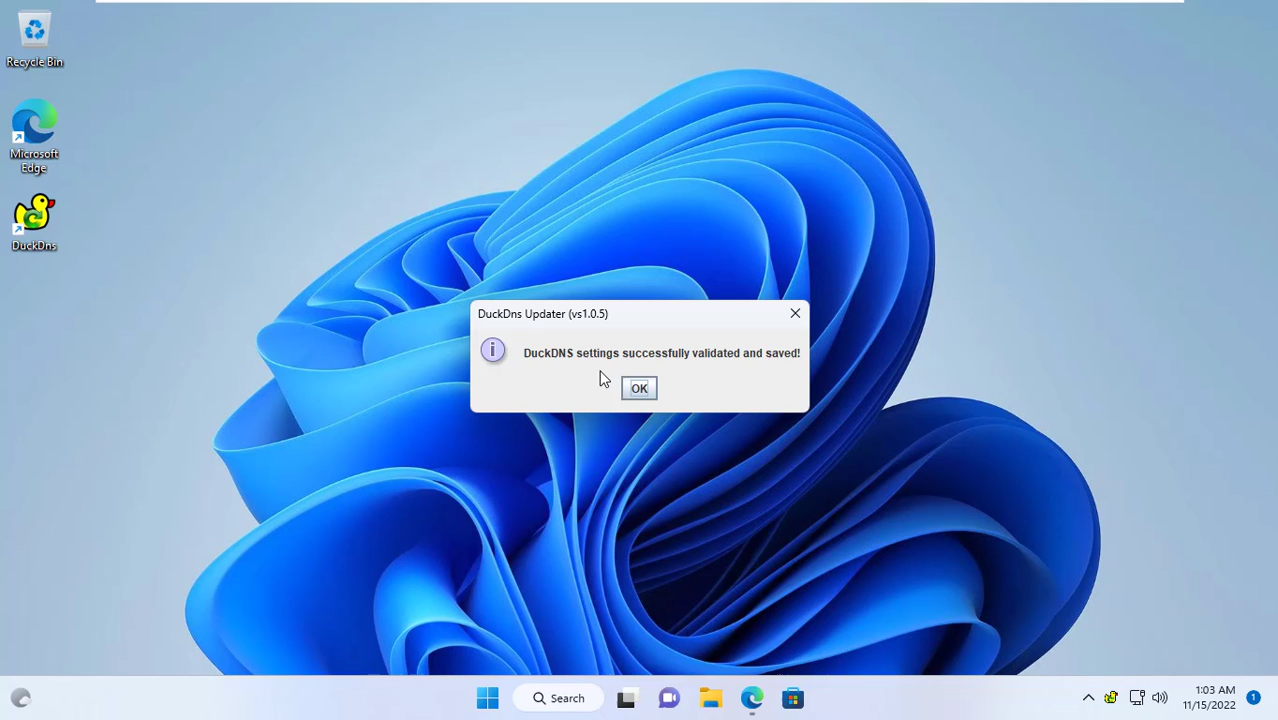 Recycle Bin
Microsoft
Edge
DuckDns
DuckDns Updater (vs1.0.5)
DuckDNS settings successfully validated and saved!
OK
Search
1:03 AM
11/15/2022
1